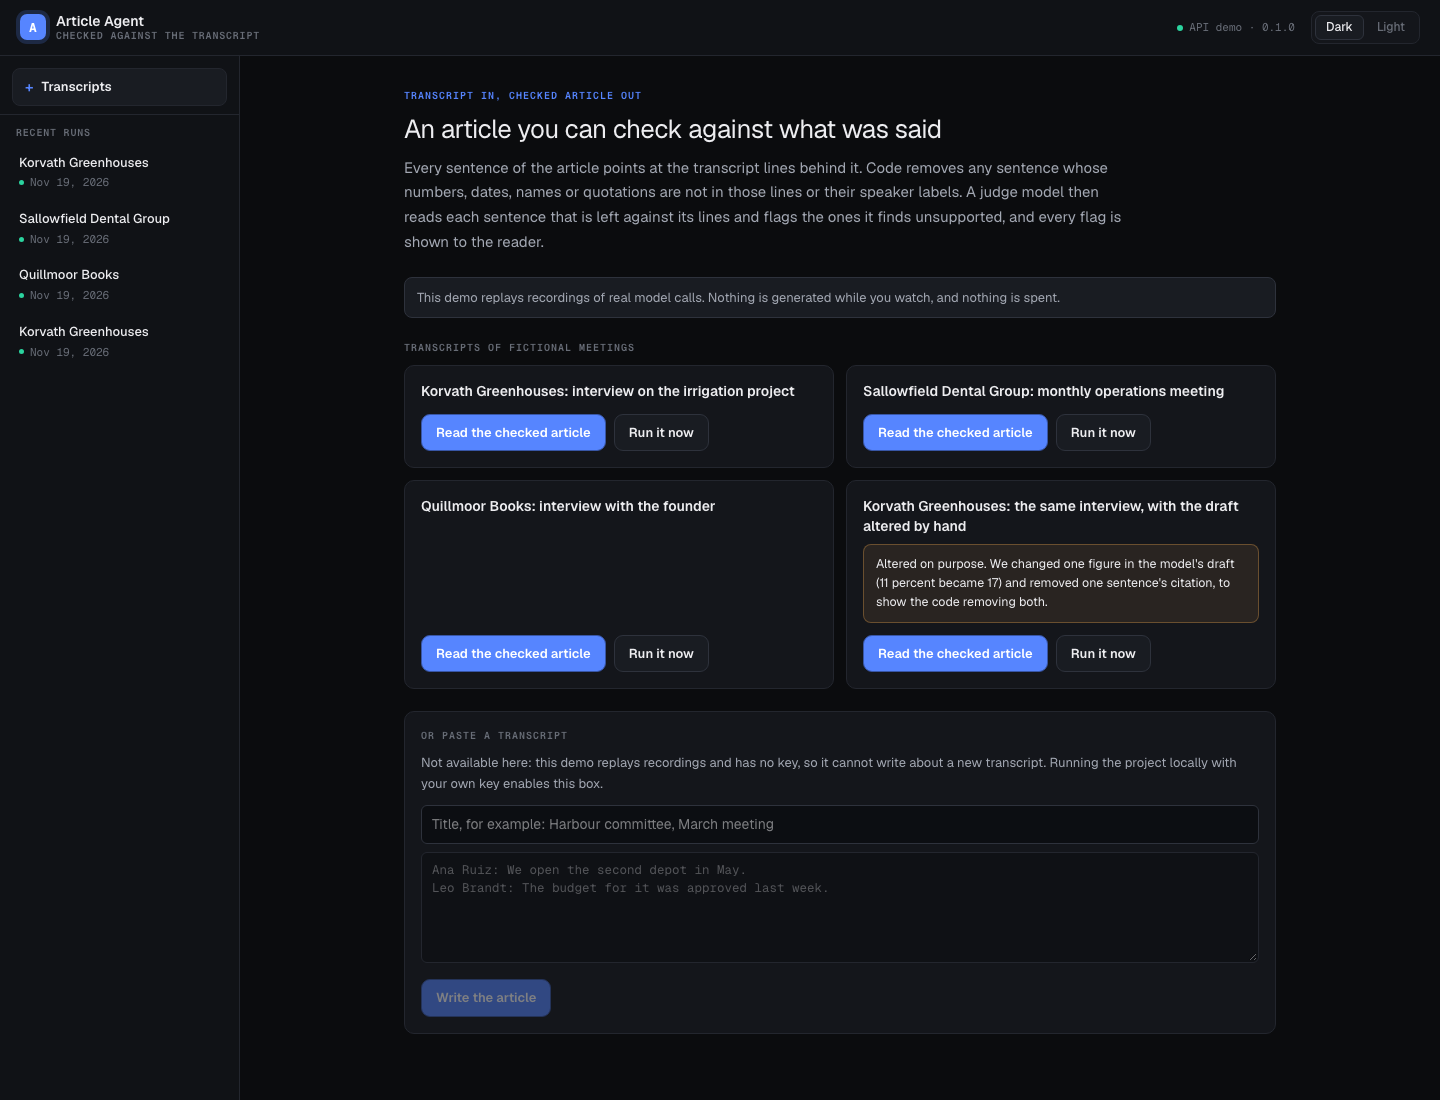 A
Article Agent
CHECKED AGAINST THE TRANSCRIPT
API demo · 0.1.0
Dark
Light
+ Transcripts
RECENT RUNS
Korvath Greenhouses
Nov 19, 2026
Sallowfield Dental Group
Nov 19, 2026
Quillmoor Books
Nov 19, 2026
Korvath Greenhouses
Nov 19, 2026
TRANSCRIPT IN, CHECKED ARTICLE OUT
An article you can check against what was said
Every sentence of the article points at the transcript lines behind it. Code removes any sentence whose
numbers, dates, names or quotations are not in those lines or their speaker labels. A judge model then
reads each sentence that is left against its lines and flags the ones it finds unsupported, and every flag is
shown to the reader.
This demo replays recordings of real model calls. Nothing is generated while you watch, and nothing is spent.
TRANSCRIPTS OF FICTIONAL MEETINGS
Korvath Greenhouses: interview on the irrigation project
Read the checked article
Run it now
Sallowfield Dental Group: monthly operations meeting
Read the checked article
Run it now
Quillmoor Books: interview with the founder
Read the checked article
Run it now
Korvath Greenhouses: the same interview, with the draft
altered by hand
Altered on purpose. We changed one figure in the model's draft
(11 percent became 17) and removed one sentence's citation, to
show the code removing both.
Read the checked article
Run it now
OR PASTE A TRANSCRIPT
Not available here: this demo replays recordings and has no key, so it cannot write about a new transcript. Running the project locally with
your own key enables this box.
Title, for example: Harbour committee, March meeting
Ana Ruiz: We open the second depot in May.
Leo Brandt: The budget for it was approved last week.
Write the article